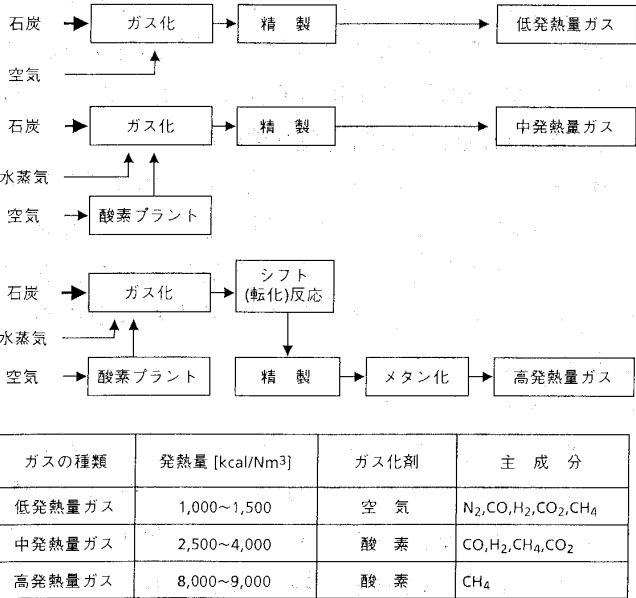 石炭 ガス化 精製 低発熱量ガス
空気
石炭 ガス化 精製 中発熱量ガス
水蒸気
空気 酸素プラント
シフト
(転化)反応
石炭 ガス化
水蒸気
空気 酸素プラント 精製 メタン化 高発熱量ガス
ガスの種類 発熱量 [kcal/Nm³] ガス化剤 主成分
低発熱量ガス 1,000~1,500 空気 N₂,CO,H₂,CO₂,CH₄
中発熱量ガス 2,500~4,000 酸素 CO,H₂,CH₄,CO₂
高発熱量ガス 8,000~9,000 酸素 CH₄